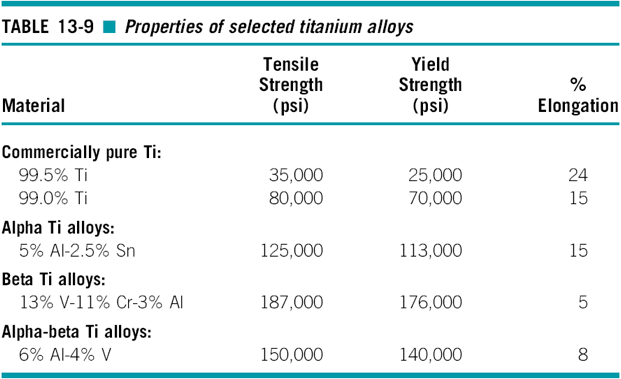 TABLE 13-9 ■ Properties of selected titanium alloys
Material Tensile Strength (psi) Yield Strength (psi) % Elongation
Commercially pure Ti:
99.5% Ti 35,000 25,000 24
99.0% Ti 80,000 70,000 15
Alpha Ti alloys:
5% Al-2.5% Sn 125,000 113,000 15
Beta Ti alloys:
13% V-11% Cr-3% Al 187,000 176,000 5
Alpha-beta Ti alloys:
6% Al-4% V 150,000 140,000 8